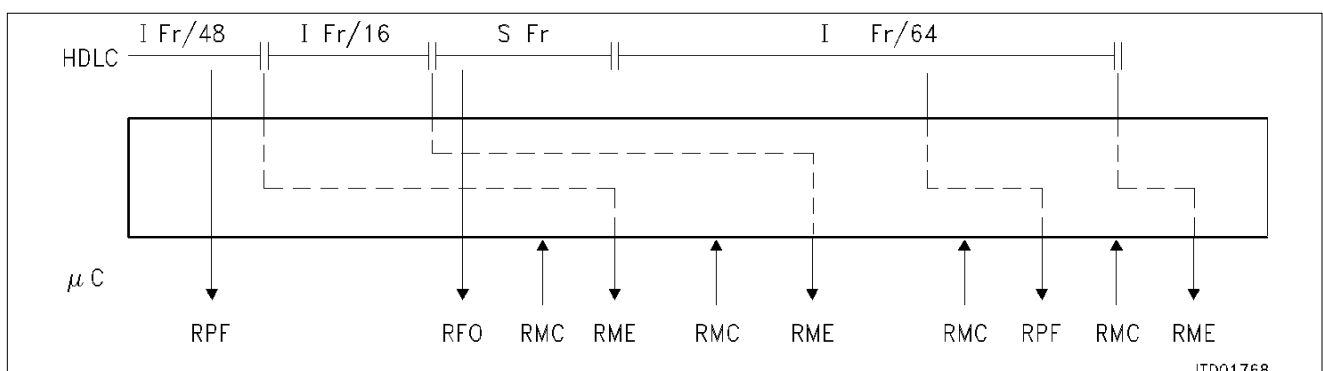 I Fr/48 I Fr/16 S Fr I Fr/64
HDLC
μC
RPF RFO RMC RME RMC RME RMC RPF RMC RME
ITD01768